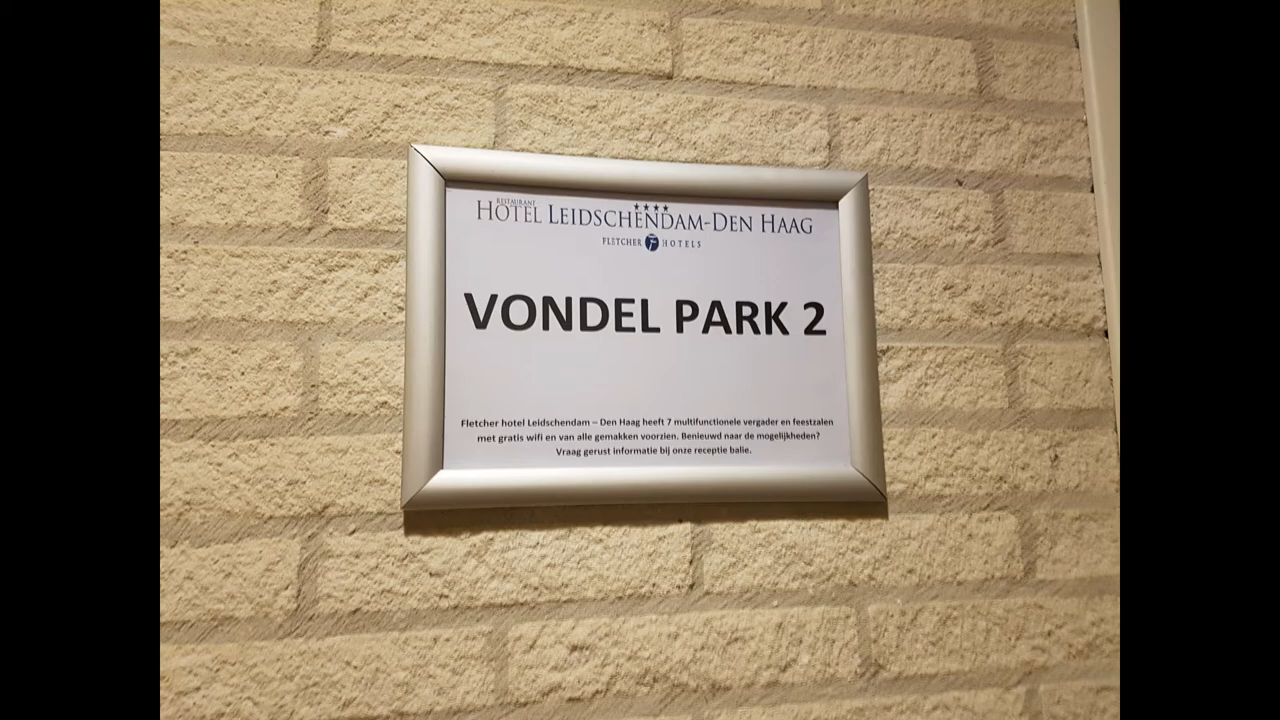 RESTAURANT
HOTEL LEIDSCHENDAM-DEN HAAG
FLETCHER HOTELS
VONDEL PARK 2
Fletcher hotel Leidschendam – Den Haag heeft 7 multifunctionele vergader en feestzalen
met gratis wifi en van alle gemakken voorzien. Benieuwd naar de mogelijkheden?
Vraag gerust informatie bij onze receptie balie.